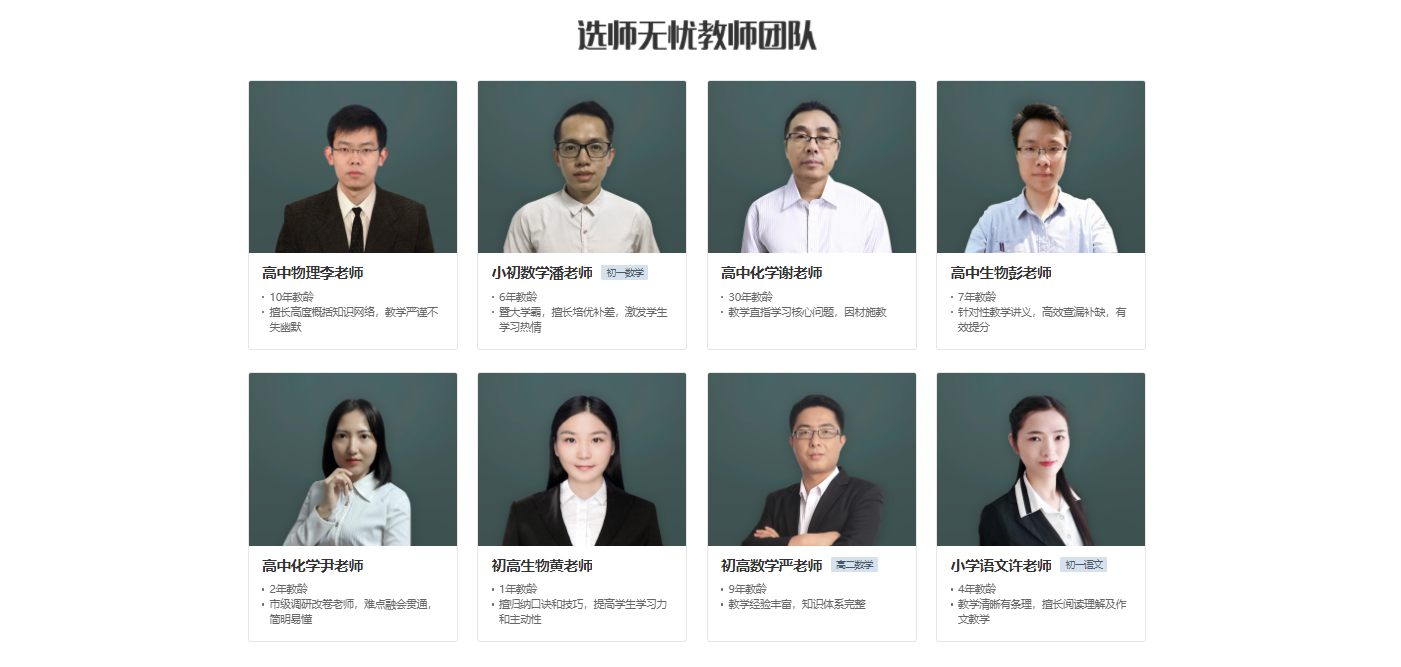 选师无忧教师团队
高中物理李老师
· 10年教龄
· 擅长高度概括知识网络，教学严谨不
失幽默
小初数学潘老师 初一数学
· 6年教龄
· 暨大学霸，擅长培优补差，激发学生
学习热情
高中化学谢老师
· 30年教龄
· 教学直指学习核心问题，因材施教
高中生物彭老师
· 7年教龄
· 针对性教学讲义，高效查漏补缺，有
效提分
高中化学尹老师
· 2年教龄
· 市级调研改卷老师，难点融会贯通，
简明易懂
初高生物黄老师
· 1年教龄
· 擅归纳口诀和技巧，提高学生学习力
和主动性
初高数学严老师 高二数学
· 9年教龄
· 教学经验丰富，知识体系完整
小学语文许老师 初一语文
· 4年教龄
· 教学清晰有条理，擅长阅读理解及作
文教学